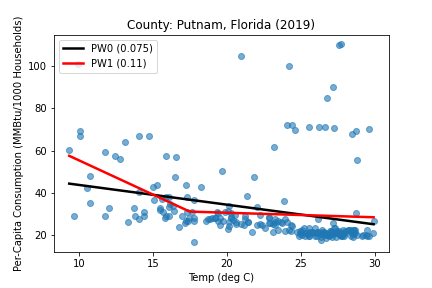 County: Putnam, Florida (2019)
PW0 (0.075)
PW1 (0.11)
Per-Capita Consumption (MMBtu/1000 Households)
100
80
60
40
20
10
15
20
25
30
Temp (deg C)